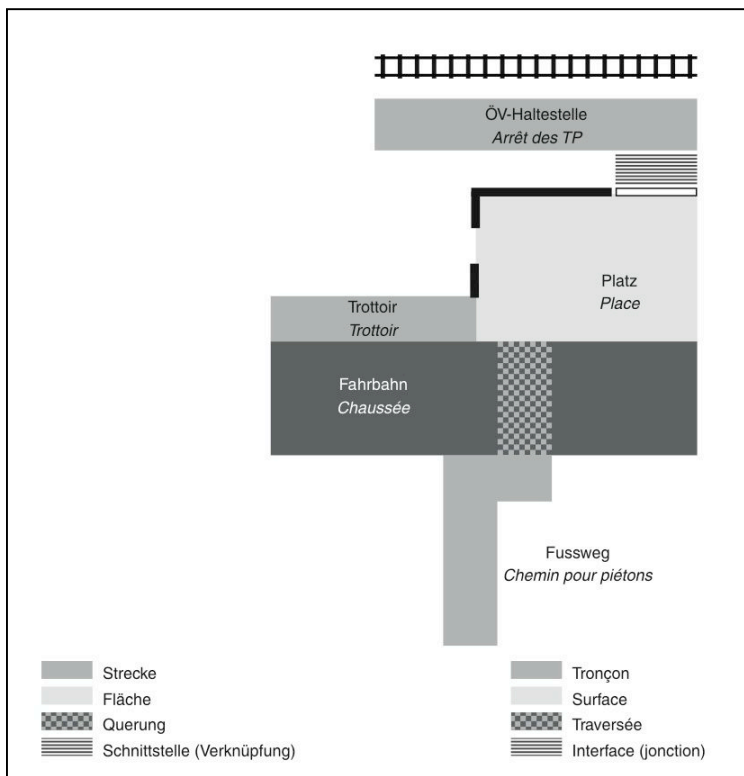 ÖV-Haltestelle
Arrêt des TP
Platz
Place
Trottoir
Trottoir
Fahrbahn
Chaussée
Fussweg
Chemin pour piétons
Strecke
Fläche
Querung
Schnittstelle (Verknüpfung)
Tronçon
Surface
Traversée
Interface (jonction)